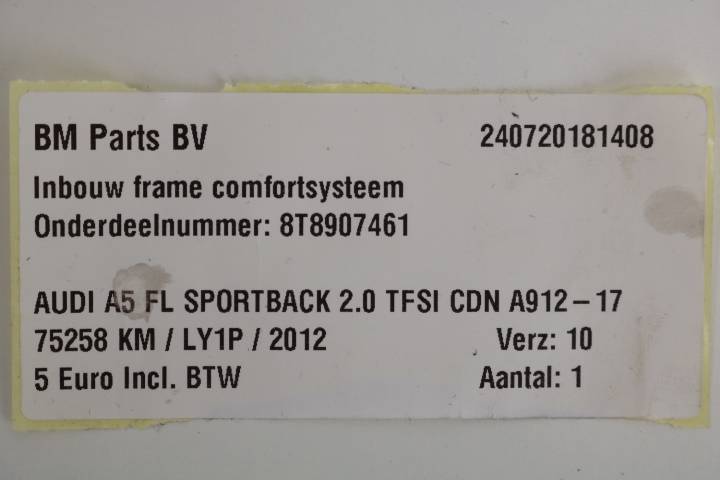 BM Parts BV 240720181408
Inbouw frame comfortsysteem
Onderdeelnummer: 8T8907461
AUDI A5 FL SPORTBACK 2.0 TFSI CDN A912-17
75258 KM / LY1P / 2012 Verz: 10
5 Euro Incl. BTW Aantal: 1